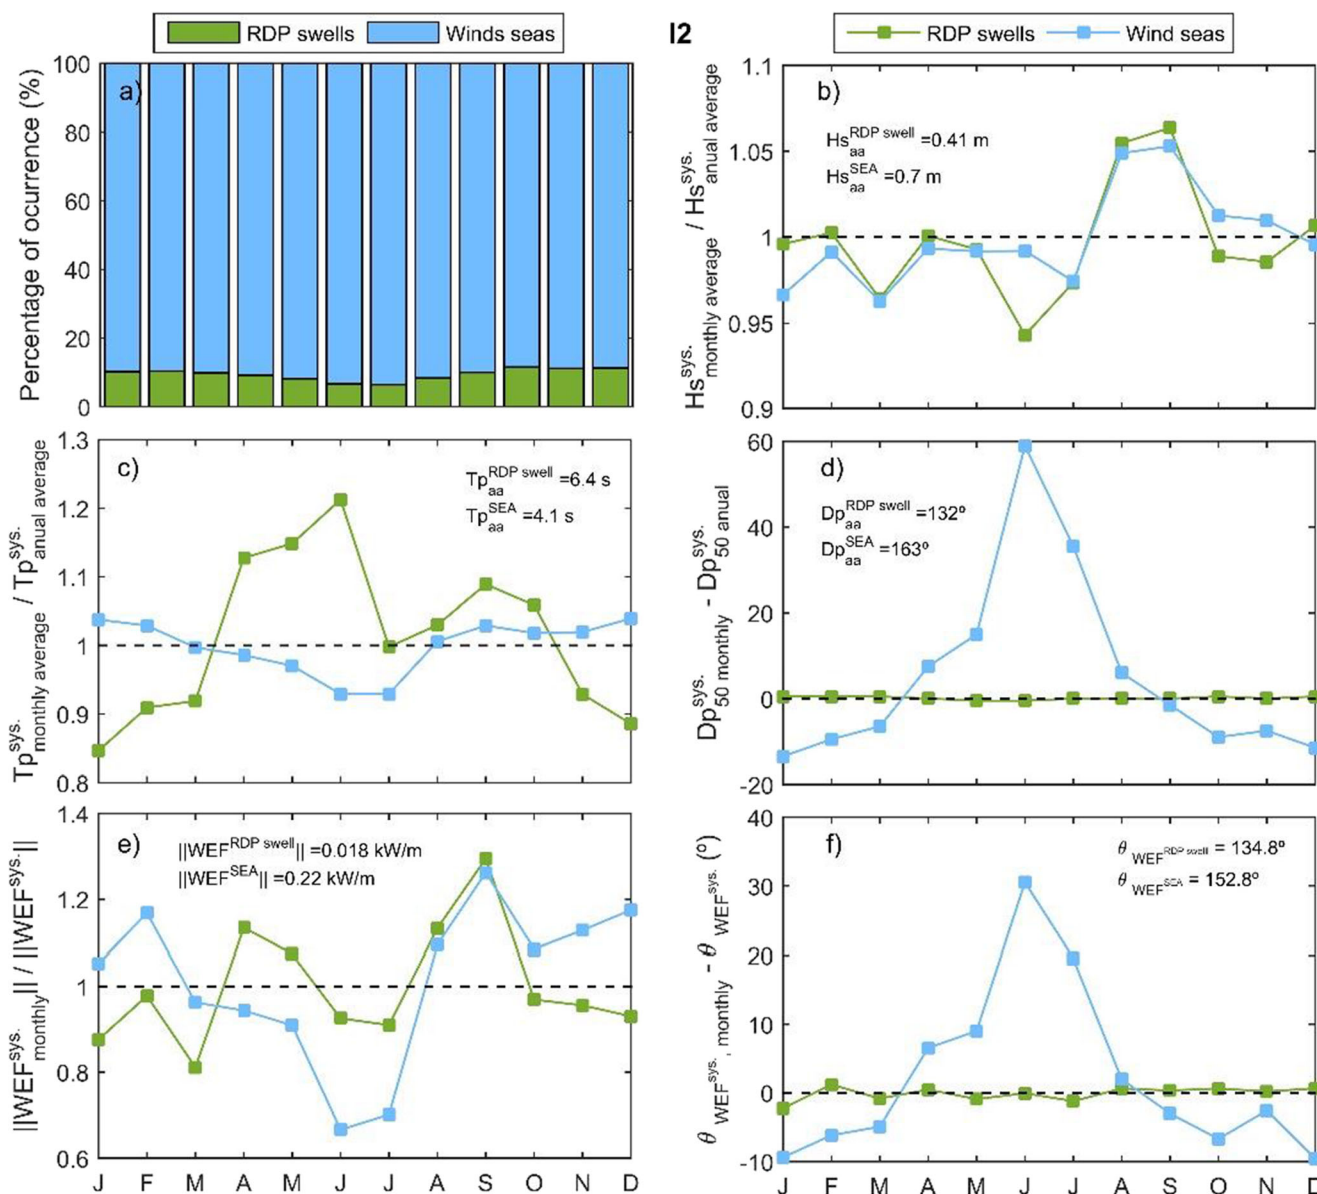 RDP swells Winds seas
I2
RDP swells Wind seas
a)
Percentage of ocurrence (%)
100
80
60
40
20
0
b)
Hs^sys._monthly average / Hs^sys._anual average
Hs^RDP swell_aa =0.41 m
Hs^SEA_aa =0.7 m
1.1
1.05
1
0.95
0.9
c)
Tp^sys._monthly average / Tp^sys._anual average
Tp^RDP swell_aa =6.4 s
Tp^SEA_aa =4.1 s
1.3
1.2
1.1
1
0.9
0.8
d)
Dp^sys._50 monthly - Dp^sys._50 anual
Dp^RDP swell_aa =132º
Dp^SEA_aa =163º
60
40
20
0
-20
e)
||WEF^sys._monthly|| / ||WEF^sys.||
||WEF^RDP swell|| =0.018 kW/m
||WEF^SEA|| =0.22 kW/m
1.4
1.2
1
0.8
0.6
J F M A M J J A S O N D
f)
θ WEF^sys., monthly - θ WEF^sys. (º)
θ WEF^RDP swell = 134.8º
θ WEF^SEA = 152.8º
40
30
20
10
0
-10
J F M A M J J A S O N D